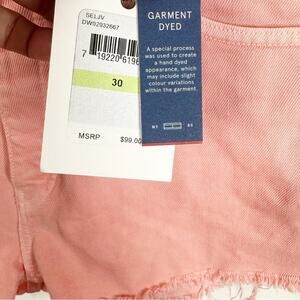 SELJV
DW02932667
7 19220 6196
30
MSRP $99.00
GARMENT
DYED
A special process
was used to create
a hand dyed
appearance, which
may include slight
colour variations
within the garment.